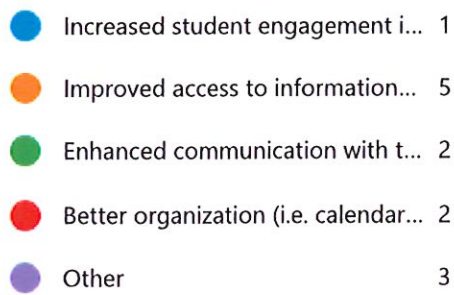 Increased student engagement i... 1
Improved access to information... 5
Enhanced communication with t... 2
Better organization (i.e. calendar... 2
Other 3